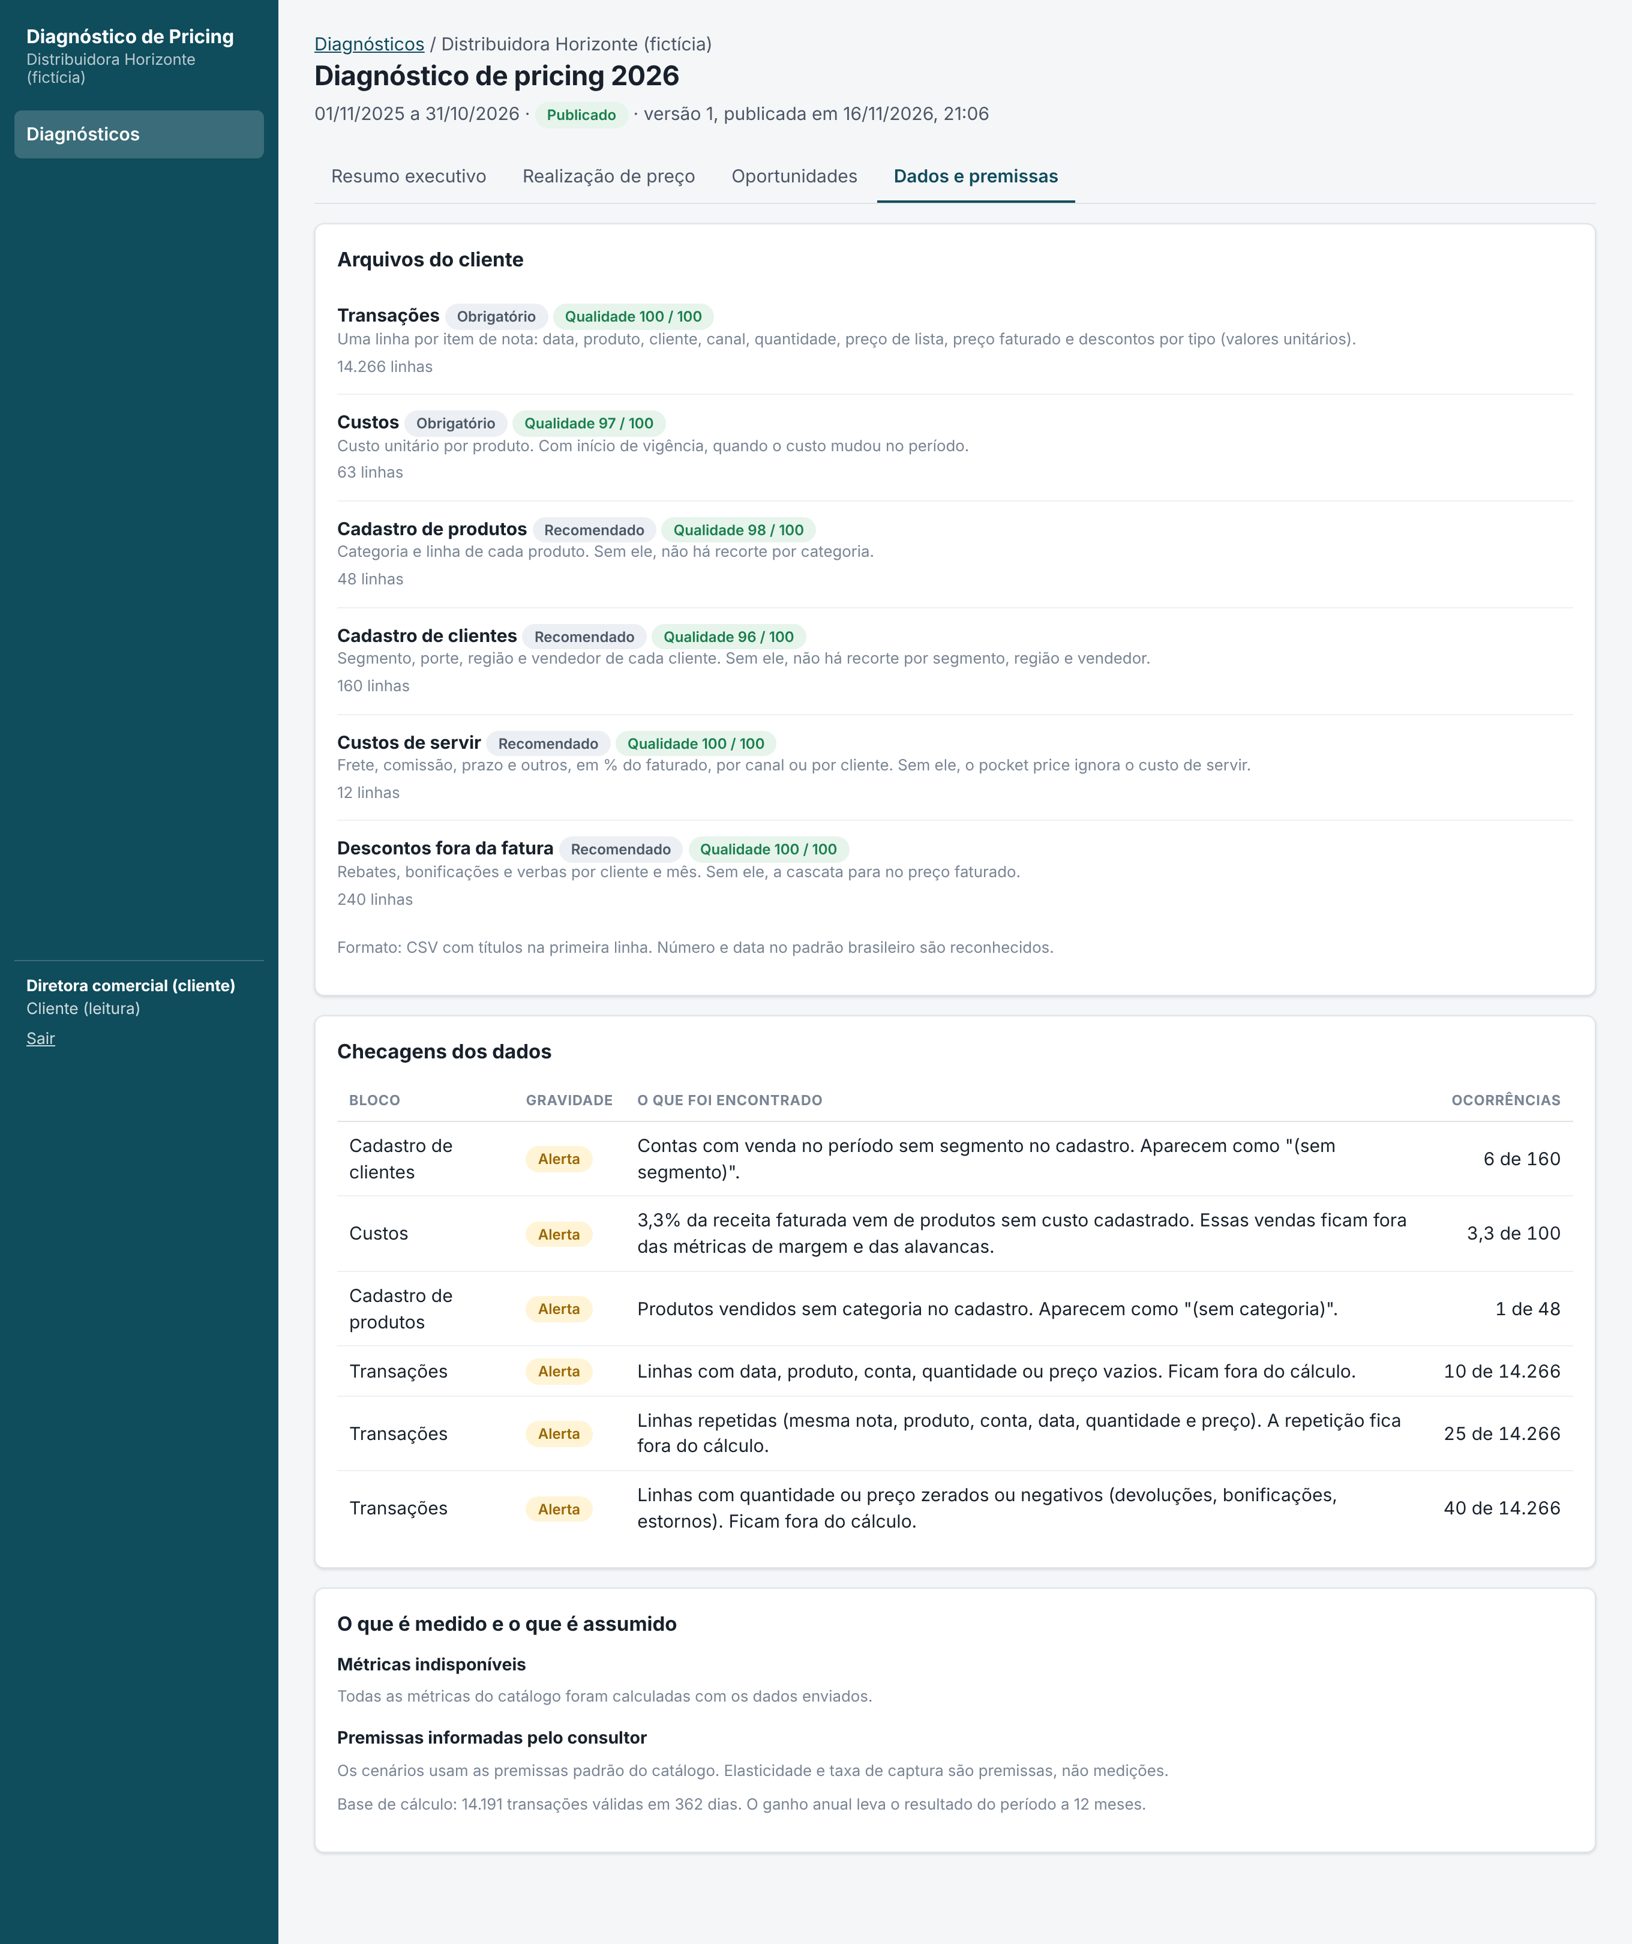 Diagnóstico de Pricing
Distribuidora Horizonte
(fictícia)
Diagnósticos
Diretora comercial (cliente)
Cliente (leitura)
Sair
Diagnósticos / Distribuidora Horizonte (fictícia)
Diagnóstico de pricing 2026
01/11/2025 a 31/10/2026 · Publicado · versão 1, publicada em 16/11/2026, 21:06
Resumo executivo Realização de preço Oportunidades Dados e premissas
Arquivos do cliente
Transações Obrigatório Qualidade 100 / 100
Uma linha por item de nota: data, produto, cliente, canal, quantidade, preço de lista, preço faturado e descontos por tipo (valores unitários).
14.266 linhas
Custos Obrigatório Qualidade 97 / 100
Custo unitário por produto. Com início de vigência, quando o custo mudou no período.
63 linhas
Cadastro de produtos Recomendado Qualidade 98 / 100
Categoria e linha de cada produto. Sem ele, não há recorte por categoria.
48 linhas
Cadastro de clientes Recomendado Qualidade 96 / 100
Segmento, porte, região e vendedor de cada cliente. Sem ele, não há recorte por segmento, região e vendedor.
160 linhas
Custos de servir Recomendado Qualidade 100 / 100
Frete, comissão, prazo e outros, em % do faturado, por canal ou por cliente. Sem ele, o pocket price ignora o custo de servir.
12 linhas
Descontos fora da fatura Recomendado Qualidade 100 / 100
Rebates, bonificações e verbas por cliente e mês. Sem ele, a cascata para no preço faturado.
240 linhas
Formato: CSV com títulos na primeira linha. Número e data no padrão brasileiro são reconhecidos.
Checagens dos dados
BLOCO GRAVIDADE O QUE FOI ENCONTRADO OCORRÊNCIAS
Cadastro de
clientes
Alerta
Contas com venda no período sem segmento no cadastro. Aparecem como "(sem
segmento)".
6 de 160
Custos
Alerta
3,3% da receita faturada vem de produtos sem custo cadastrado. Essas vendas ficam fora
das métricas de margem e das alavancas.
3,3 de 100
Cadastro de
produtos
Alerta
Produtos vendidos sem categoria no cadastro. Aparecem como "(sem categoria)".
1 de 48
Transações Alerta Linhas com data, produto, conta, quantidade ou preço vazios. Ficam fora do cálculo. 10 de 14.266
Transações
Alerta
Linhas repetidas (mesma nota, produto, conta, data, quantidade e preço). A repetição fica
fora do cálculo.
25 de 14.266
Transações
Alerta
Linhas com quantidade ou preço zerados ou negativos (devoluções, bonificações,
estornos). Ficam fora do cálculo.
40 de 14.266
O que é medido e o que é assumido
Métricas indisponíveis
Todas as métricas do catálogo foram calculadas com os dados enviados.
Premissas informadas pelo consultor
Os cenários usam as premissas padrão do catálogo. Elasticidade e taxa de captura são premissas, não medições.
Base de cálculo: 14.191 transações válidas em 362 dias. O ganho anual leva o resultado do período a 12 meses.